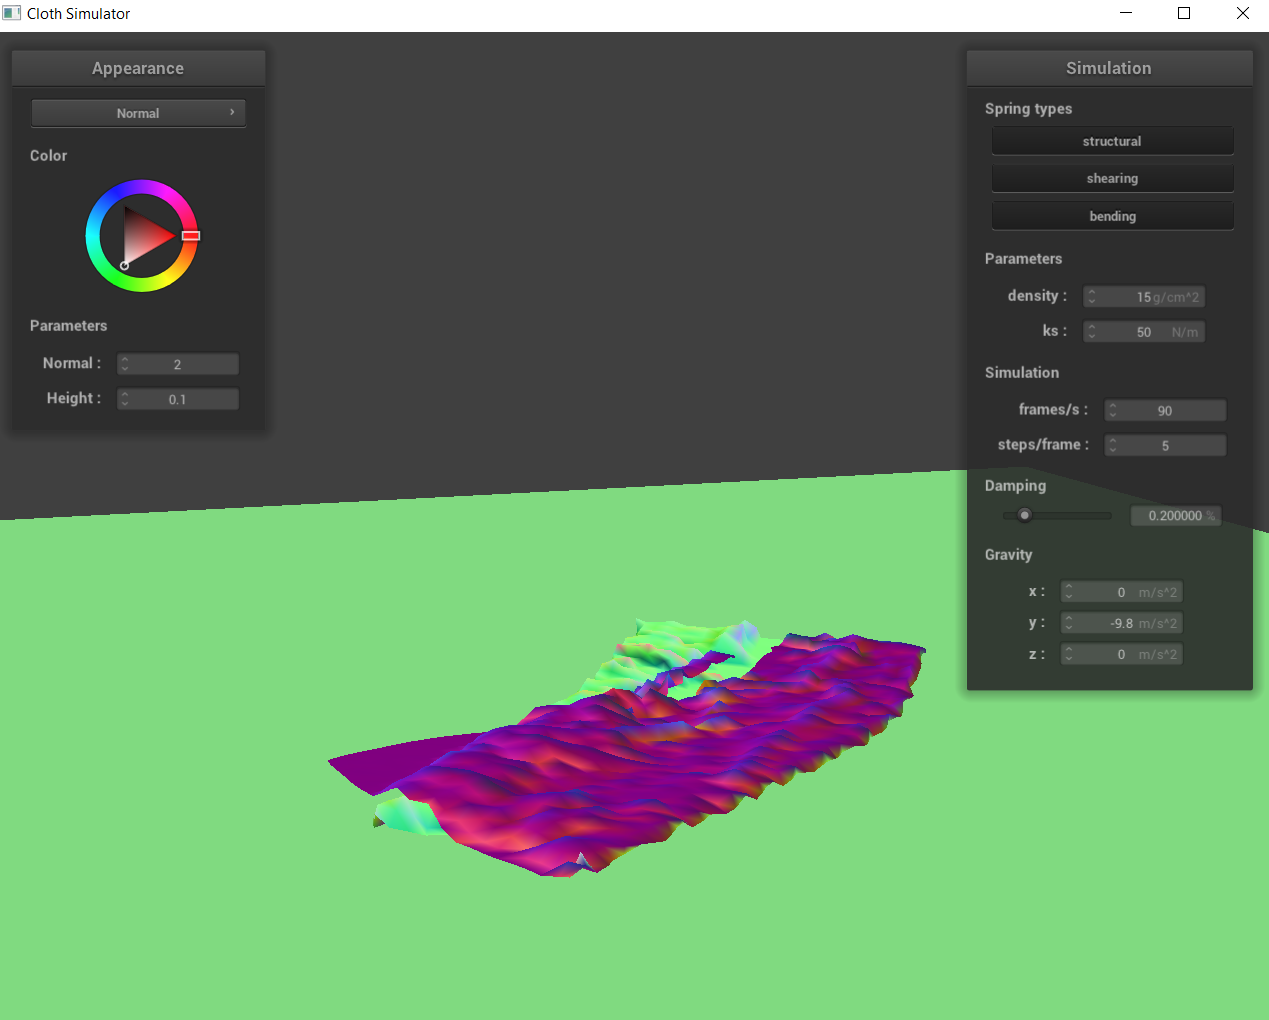 Cloth Simulator
Appearance
Normal
Color
Parameters
Normal : 2
Height : 0.1
Simulation
Spring types
structural
shearing
bending
Parameters
density : 15 g/cm^2
ks : 50 N/m
Simulation
frames/s : 90
steps/frame : 5
Damping
0.200000 %
Gravity
x : 0 m/s^2
y : -9.8 m/s^2
z : 0 m/s^2